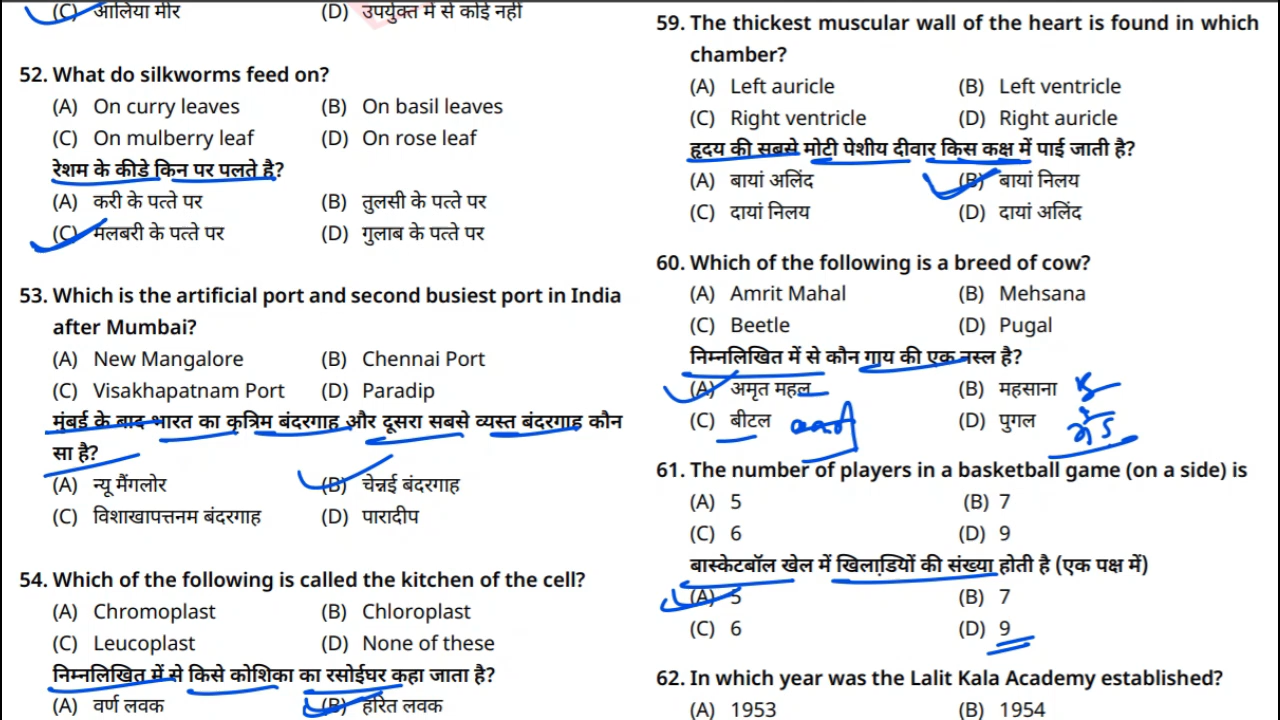 (C) आलिया मीर (D) उपर्युक्त में से कोई नहीं
52. What do silkworms feed on?
(A) On curry leaves (B) On basil leaves
(C) On mulberry leaf (D) On rose leaf
रेशम के कीडे किन पर पलते है?
(A) करी के पत्ते पर (B) तुलसी के पत्ते पर
(C) मलबरी के पत्ते पर (D) गुलाब के पत्ते पर
53. Which is the artificial port and second busiest port in India
after Mumbai?
(A) New Mangalore (B) Chennai Port
(C) Visakhapatnam Port (D) Paradip
मुंबई के बाद भारत का कृत्रिम बंदरगाह और दूसरा सबसे व्यस्त बंदरगाह कौन
सा है?
(A) न्यू मैंगलोर (B) चेन्नई बंदरगाह
(C) विशाखापत्तनम बंदरगाह (D) पारादीप
54. Which of the following is called the kitchen of the cell?
(A) Chromoplast (B) Chloroplast
(C) Leucoplast (D) None of these
निम्नलिखित में से किसे कोशिका का रसोईघर कहा जाता है?
(A) वर्ण लवक (B) हरित लवक
59. The thickest muscular wall of the heart is found in which
chamber?
(A) Left auricle (B) Left ventricle
(C) Right ventricle (D) Right auricle
हृदय की सबसे मोटी पेशीय दीवार किस कक्ष में पाई जाती है?
(A) बायां अलिंद (B) बायां निलय
(C) दायां निलय (D) दायां अलिंद
60. Which of the following is a breed of cow?
(A) Amrit Mahal (B) Mehsana
(C) Beetle (D) Pugal
निम्नलिखित में से कौन गाय की एक नस्ल है?
(A) अमृत महल (B) महसाना
(C) बीटल (D) पुगल
61. The number of players in a basketball game (on a side) is
(A) 5 (B) 7
(C) 6 (D) 9
बास्केटबॉल खेल में खिलाडि़यों की संख्या होती है (एक पक्ष में)
(A) 5 (B) 7
(C) 6 (D) 9
62. In which year was the Lalit Kala Academy established?
(A) 1953 (B) 1954